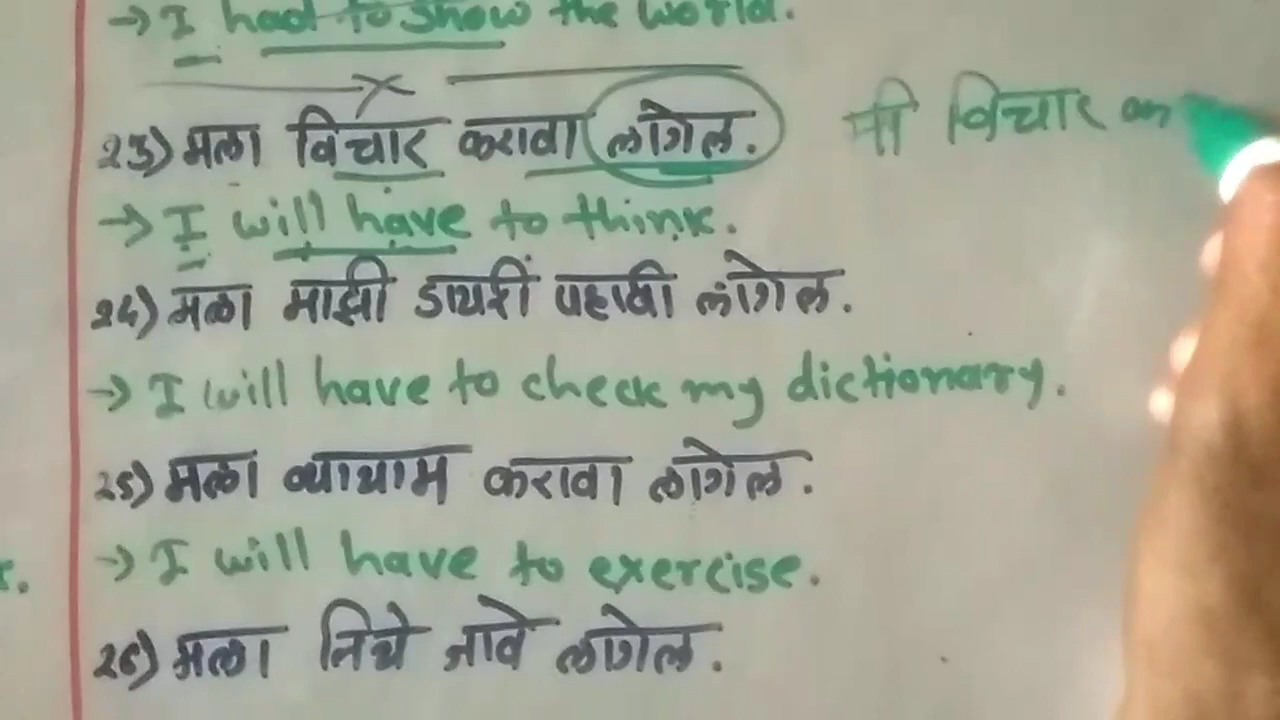 → I had to show the world.
२३) मला विचार करावा लागेल. मी विचार क
→ I will have to think.
२४) मला माझी डायरी पहावी लागेल.
→ I will have to check my dictionary.
२५) मला व्यायाम करावा लागेल.
→ I will have to exercise.
२६) मला तिथे जावे लागेल.